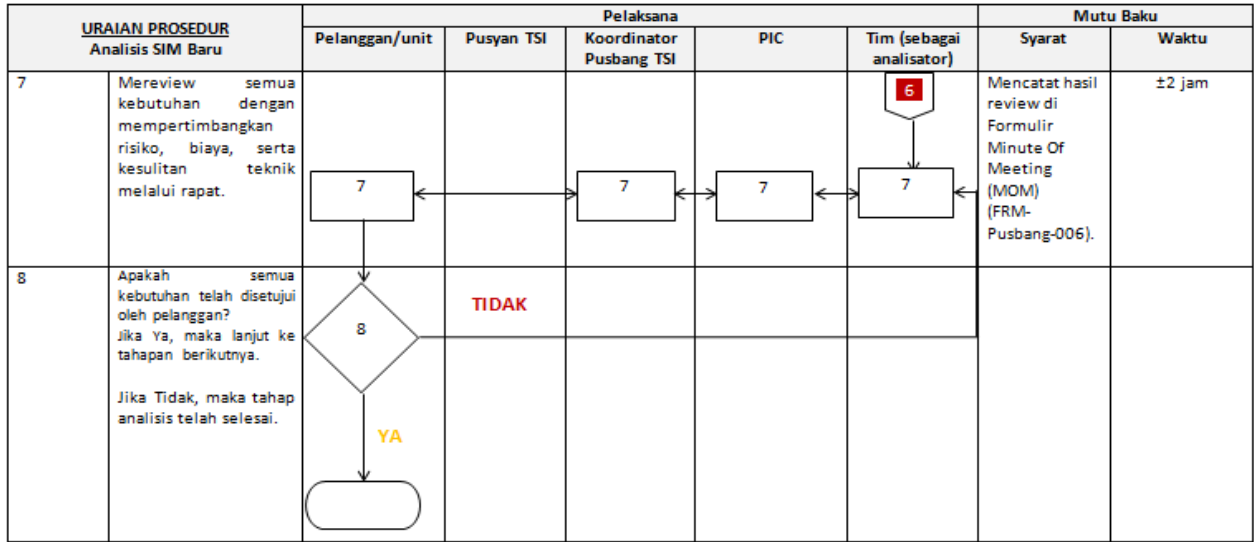 URAIAN PROSEDUR
Analisis SIM Baru
Pelaksana
Mutu Baku
Pelanggan/unit
Pusyan TSI
Koordinator
Pusbang TSI
PIC
Tim (sebagai
analisator)
Syarat
Waktu
7
Mereview semua
kebutuhan dengan
mempertimbangkan
risiko, biaya, serta
kesulitan teknik
melalui rapat.
7
7
7
6
7
Mencatat hasil
review di
Formulir
Minute Of
Meeting
(MOM)
(FRM-
Pusbang-006).
±2 jam
8
Apakah semua
kebutuhan telah disetujui
oleh pelanggan?
Jika Ya, maka lanjut ke
tahapan berikutnya.
Jika Tidak, maka tahap
analisis telah selesai.
8
TIDAK
YA